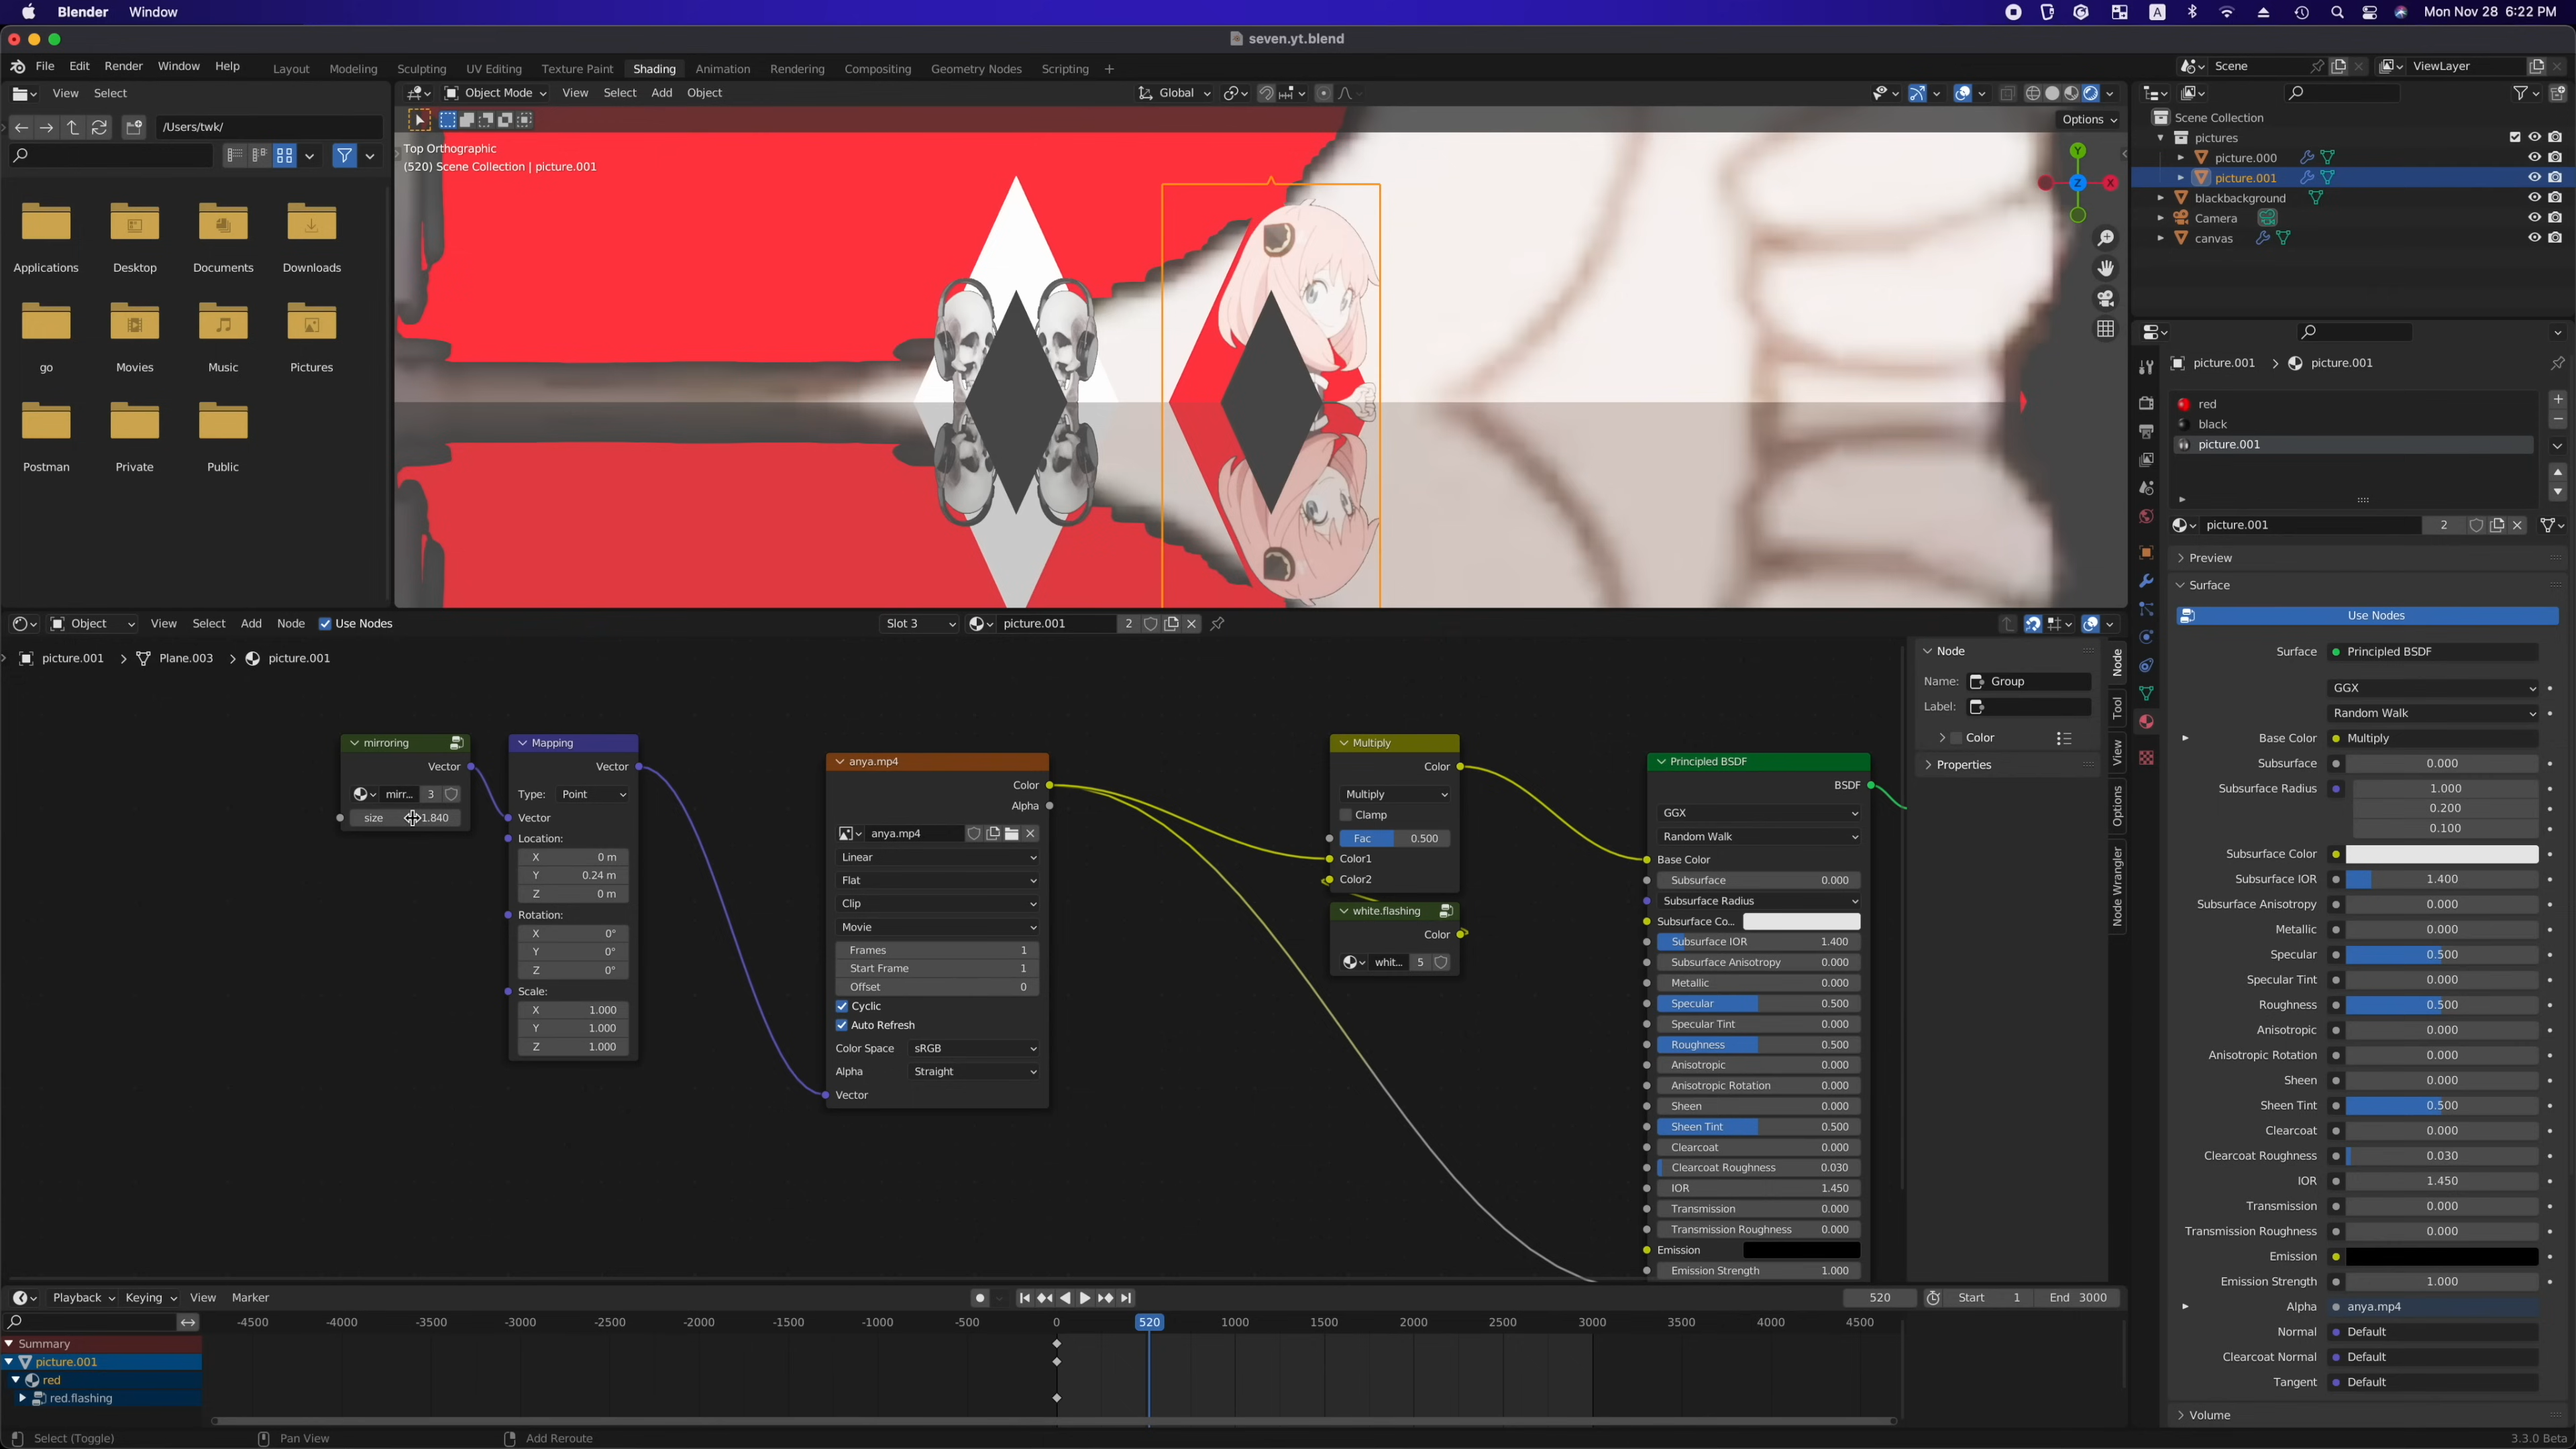 Blender Window
A
Mon Nov 28 6:22 PM
seven.yt.blend
File Edit Render Window Help
Layout Modeling Sculpting UV Editing Texture Paint Shading Animation Rendering Compositing Geometry Nodes Scripting +
Scene
ViewLayer
View Select
Object Mode View Select Add Object
Global
/Users/twk/
Options
Top Orthographic
(520) Scene Collection | picture.001
Y
Z
X
Applications Desktop Documents Downloads
go Movies Music Pictures
Postman Private Public
Scene Collection
pictures
picture.000
picture.001
blackbackground
Camera
canvas
picture.001 > picture.001
red
black
picture.001
picture.001 2
Preview
Surface
Use Nodes
Surface Principled BSDF
GGX
Random Walk
Base Color Multiply
Subsurface 0.000
Subsurface Radius 1.000
0.200
0.100
Subsurface Color
Subsurface IOR 1.400
Subsurface Anisotropy 0.000
Metallic 0.000
Specular 0.500
Specular Tint 0.000
Roughness 0.500
Anisotropic 0.000
Anisotropic Rotation 0.000
Sheen 0.000
Sheen Tint 0.500
Clearcoat 0.000
Clearcoat Roughness 0.030
IOR 1.450
Transmission 0.000
Transmission Roughness 0.000
Emission
Emission Strength 1.000
Alpha anya.mp4
Normal Default
Clearcoat Normal Default
Tangent Default
Volume
Object View Select Add Node Use Nodes
Slot 3 picture.001 2
picture.001 > Plane.003 > picture.001
mirroring
Vector
mirr... 3
size 1.840
Mapping
Vector
Type: Point
Vector
Location:
X 0 m
Y 0.24 m
Z 0 m
Rotation:
X 0°
Y 0°
Z 0°
Scale:
X 1.000
Y 1.000
Z 1.000
anya.mp4
Color
Alpha
anya.mp4
Linear
Flat
Clip
Movie
Frames 1
Start Frame 1
Offset 0
Cyclic
Auto Refresh
Color Space sRGB
Alpha Straight
Vector
Multiply
Color
Multiply
Clamp
Fac 0.500
Color1
Color2
white.flashing
Color
whit... 5
Principled BSDF
BSDF
GGX
Random Walk
Base Color
Subsurface 0.000
Subsurface Radius
Subsurface Co...
Subsurface IOR 1.400
Subsurface Anisotropy 0.000
Metallic 0.000
Specular 0.500
Specular Tint 0.000
Roughness 0.500
Anisotropic 0.000
Anisotropic Rotation 0.000
Sheen 0.000
Sheen Tint 0.500
Clearcoat 0.000
Clearcoat Roughness 0.030
IOR 1.450
Transmission 0.000
Transmission Roughness 0.000
Emission
Emission Strength 1.000
Node
Name: Group
Label:
Color
Properties
Node
Tool
View
Options
Node Wrangler
Playback Keying View Marker
520 Start 1 End 3000
-4500 -4000 -3500 -3000 -2500 -2000 -1500 -1000 -500 0 520 1000 1500 2000 2500 3000 3500 4000 4500
Summary
picture.001
red
red.flashing
Select (Toggle) Pan View Add Reroute
3.3.0 Beta